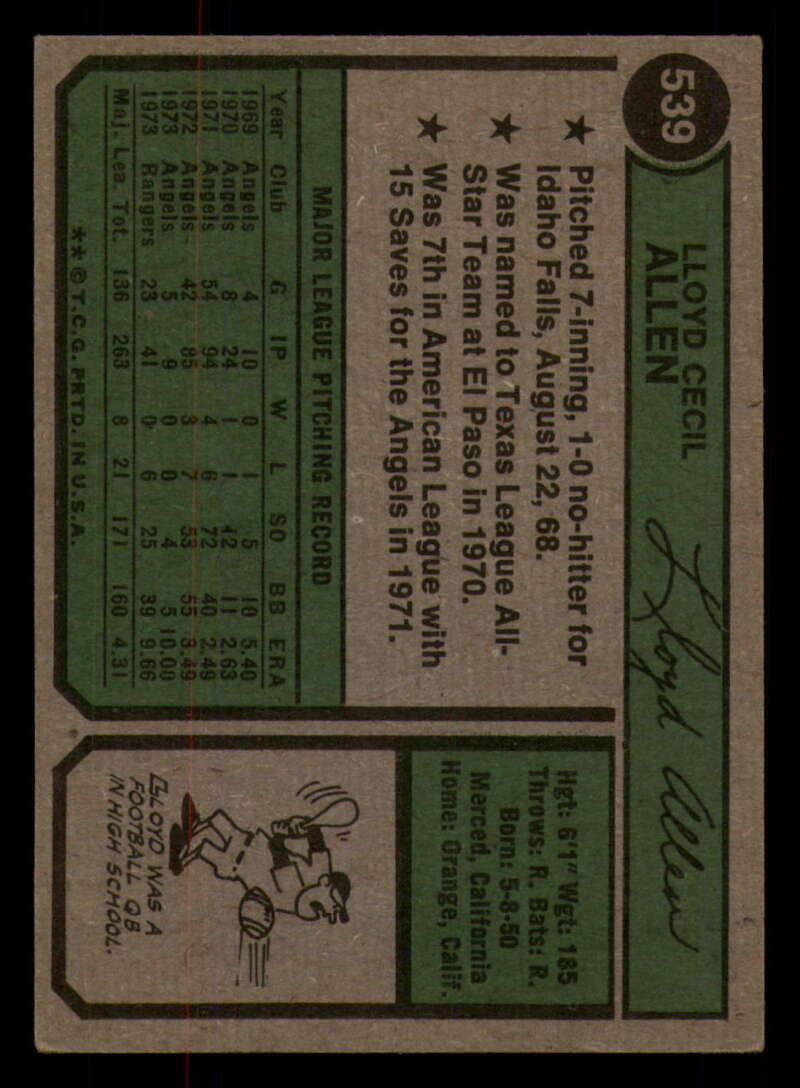 539
LLOYD CECIL
ALLEN
Lloyd Allen
★ Pitched 7-inning, 1-0 no-hitter for
Idaho Falls, August 22, 68.
★ Was named to Texas League All-
Star Team at El Paso in 1970.
★ Was 7th in American League with
15 Saves for the Angels in 1971.
MAJOR LEAGUE PITCHING RECORD
Year Club G IP W L SO BB ERA
1969 Angels 4 10 0 1 5 10 5.40
1970 Angels 8 24 1 1 12 11 2.63
1971 Angels 54 94 4 6 72 40 2.49
1972 Angels 42 85 3 7 53 55 3.49
1973 Angels 5 9 0 0 4 5 10.00
1973 Rangers 23 41 0 6 25 39 9.66
Maj. Lea. Tot. 136 263 8 21 171 160 4.31
** © T.C.G. PRTD. IN U.S.A.
Hgt: 6'1" Wgt: 185
Throws: R. Bats: R.
Born: 5-8-50
Merced, California
Home: Orange, Calif.
LLOYD WAS A
FOOTBALL QB
IN HIGH SCHOOL.